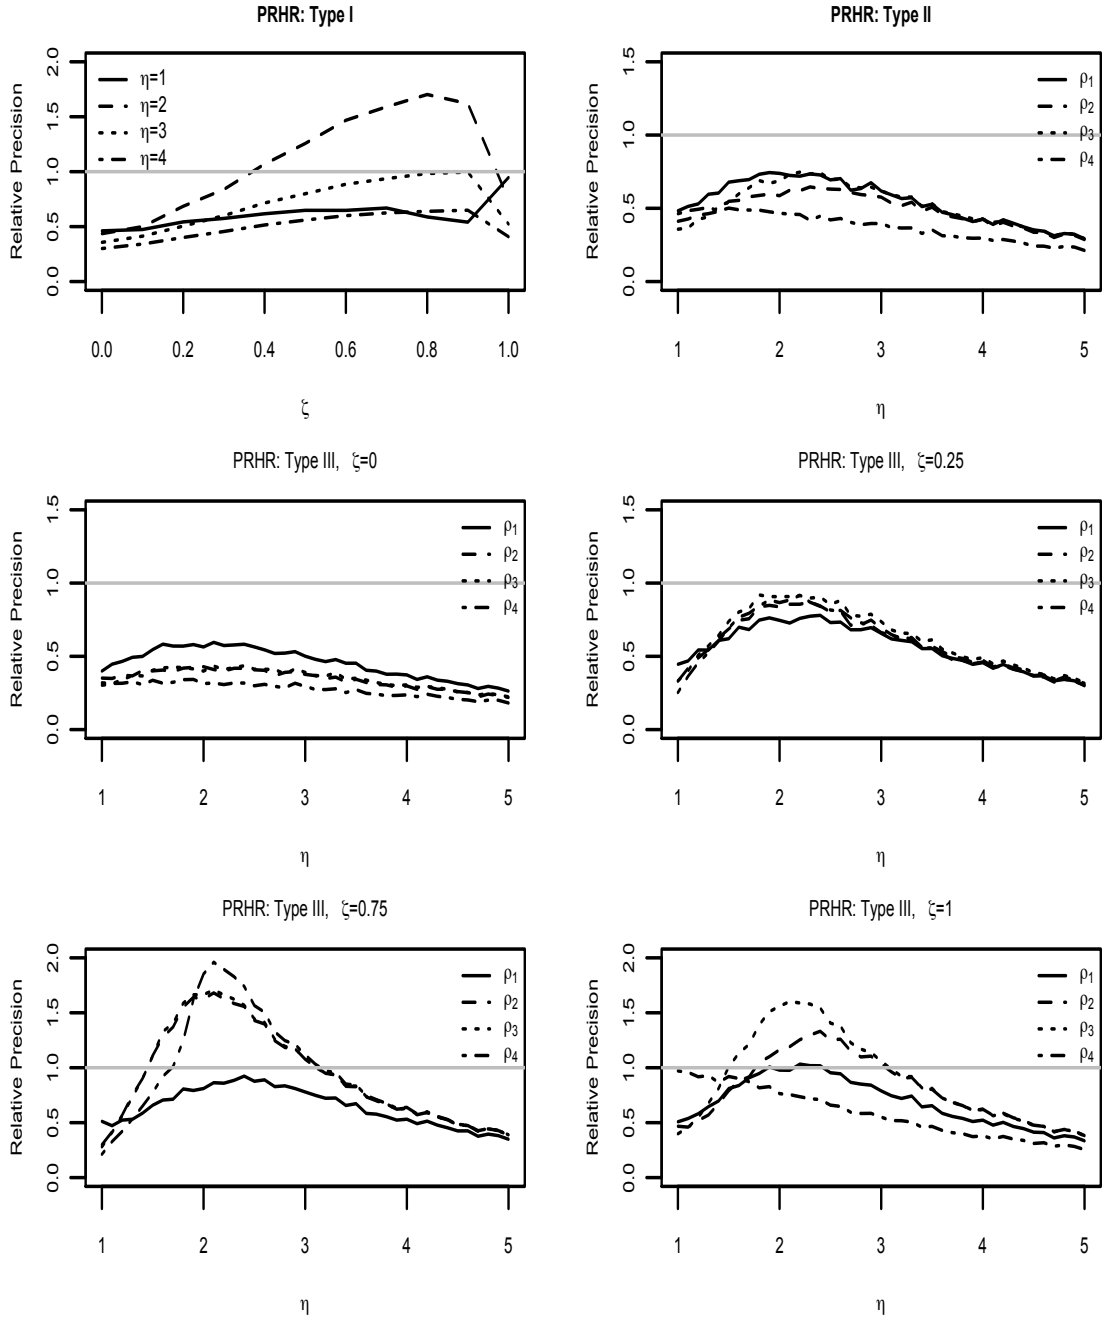 PRHR: Type I
Relative Precision
2.0
1.5
1.0
0.5
0.0
η=1
η=2
η=3
η=4
0.0 0.2 0.4 0.6 0.8 1.0
ζ
PRHR: Type II
Relative Precision
1.5
1.0
0.5
0.0
ρ1
ρ2
ρ3
ρ4
1 2 3 4 5
η
PRHR: Type III, ζ=0
Relative Precision
1.5
1.0
0.5
0.0
ρ1
ρ2
ρ3
ρ4
1 2 3 4 5
η
PRHR: Type III, ζ=0.25
Relative Precision
1.5
1.0
0.5
0.0
ρ1
ρ2
ρ3
ρ4
1 2 3 4 5
η
PRHR: Type III, ζ=0.75
Relative Precision
2.0
1.5
1.0
0.5
0.0
ρ1
ρ2
ρ3
ρ4
1 2 3 4 5
η
PRHR: Type III, ζ=1
Relative Precision
2.0
1.5
1.0
0.5
0.0
ρ1
ρ2
ρ3
ρ4
1 2 3 4 5
η